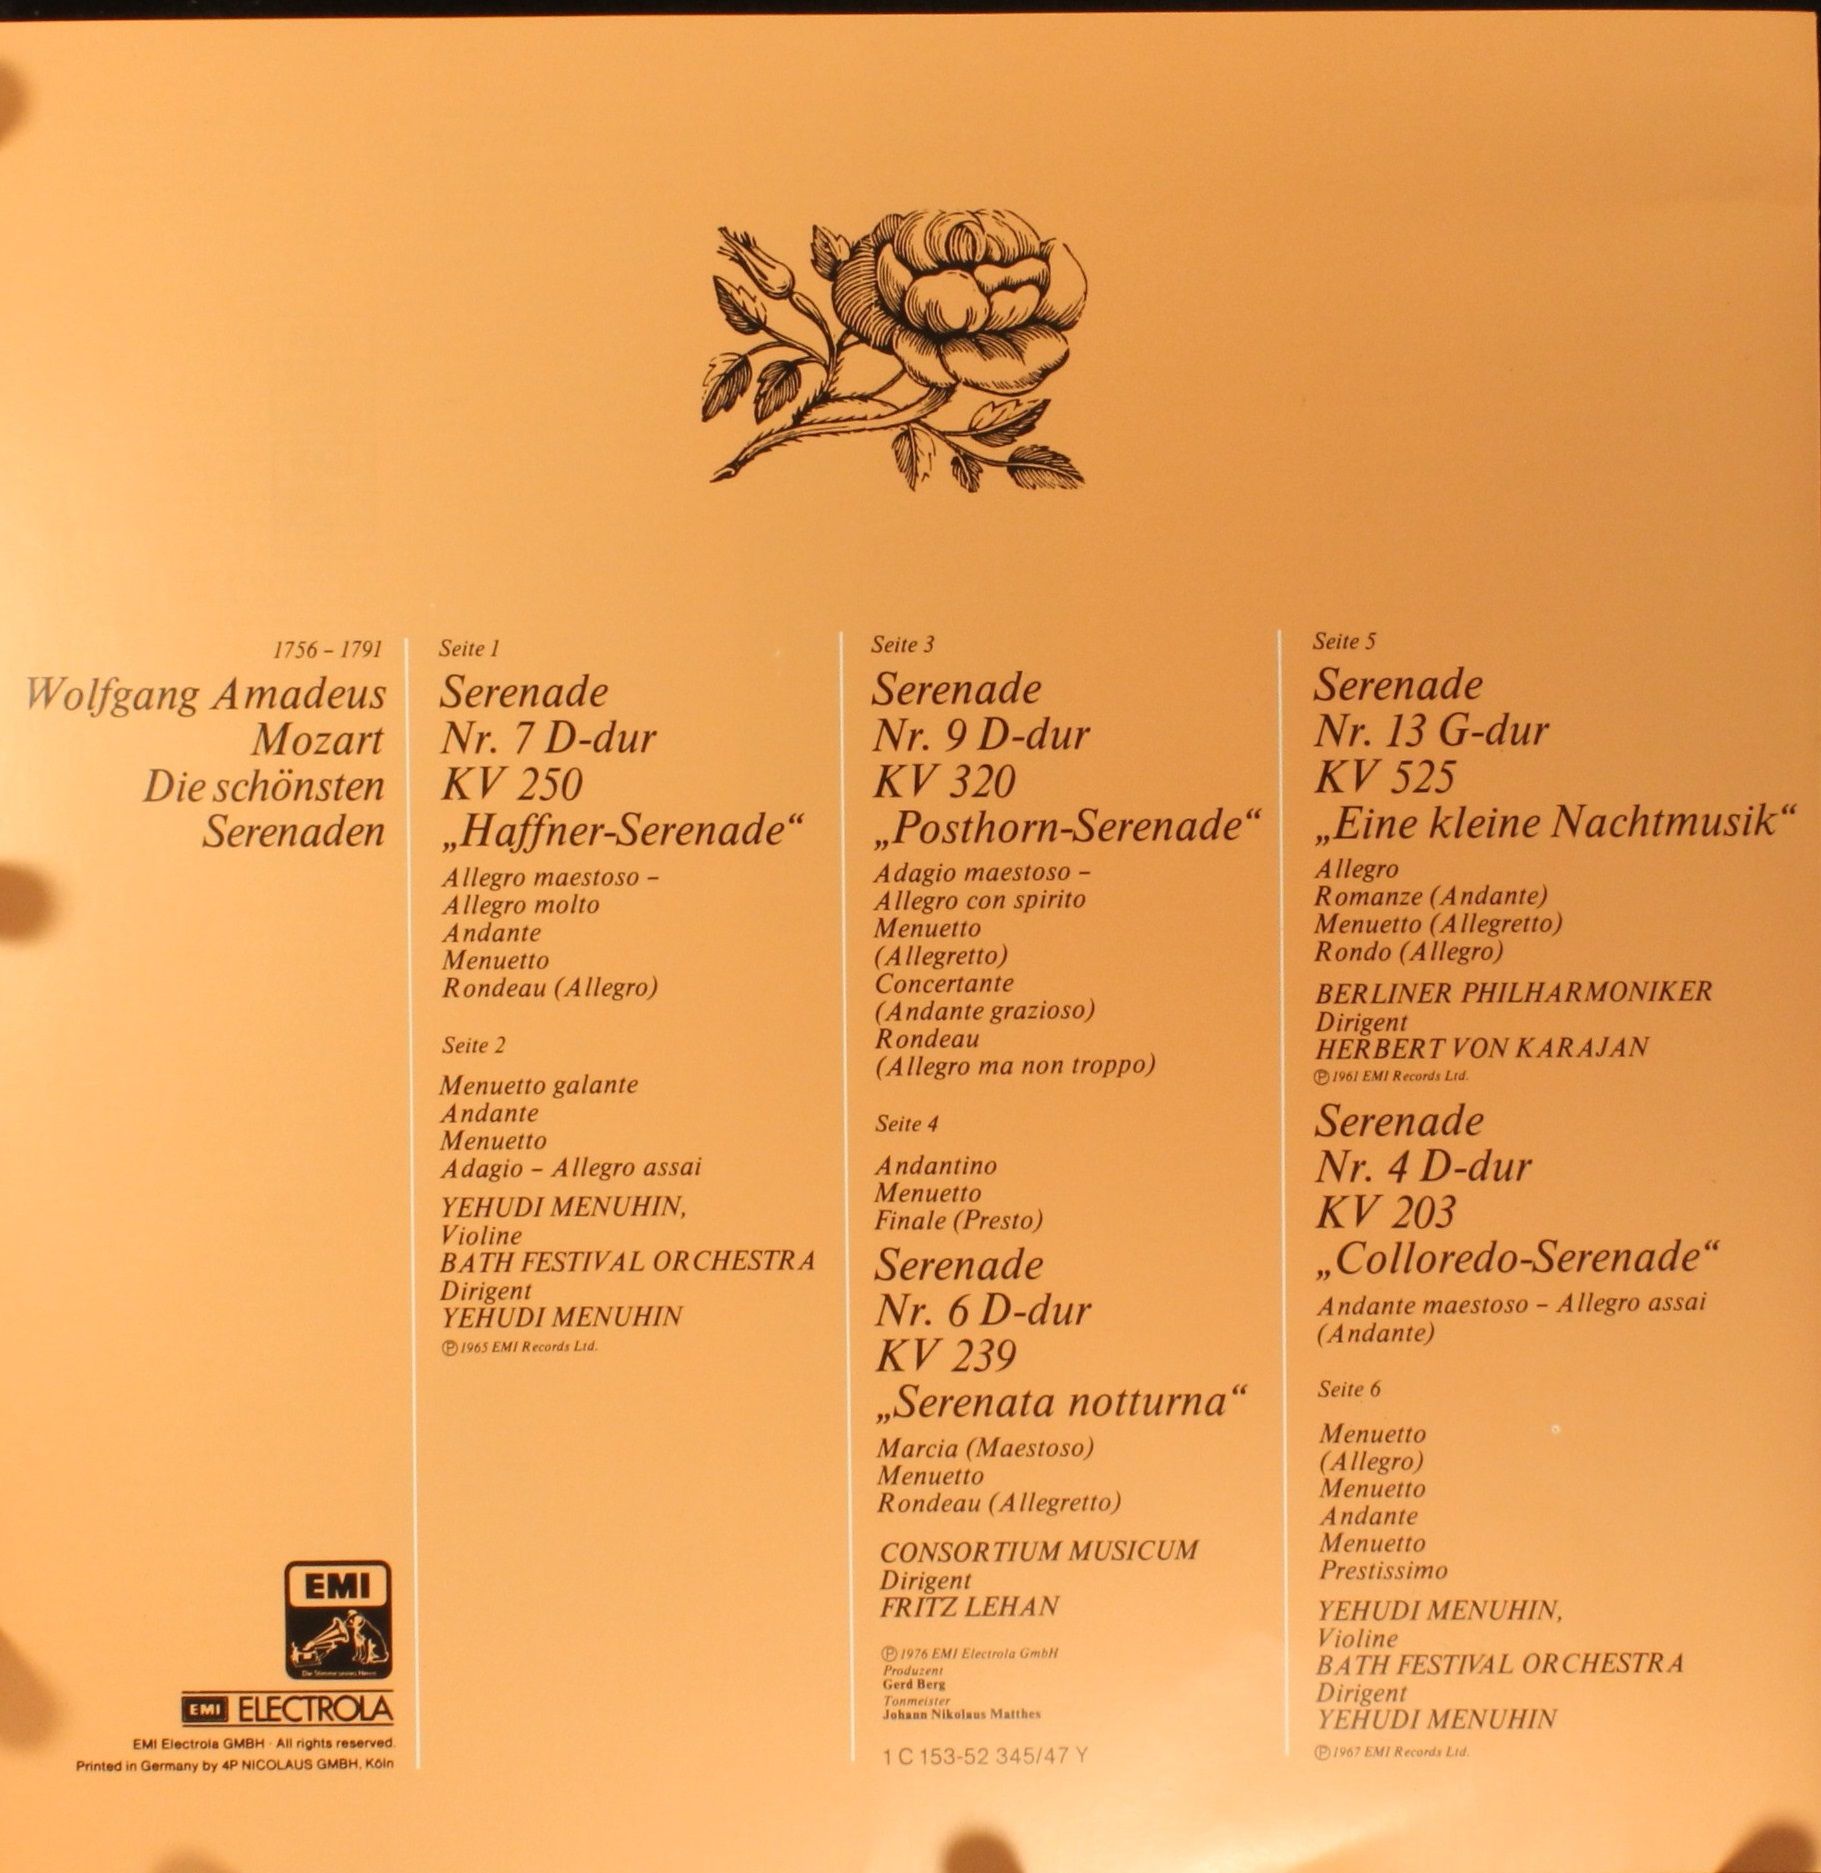 1756 – 1791
Wolfgang Amadeus
Mozart
Die schönsten
Serenaden
EMI
Die Stimme seines Herrn
EMI ELECTROLA
EMI Electrola GMBH · All rights reserved.
Printed in Germany by 4P NICOLAUS GMBH, Köln
Seite 1
Serenade
Nr. 7 D-dur
KV 250
„Haffner-Serenade“
Allegro maestoso –
Allegro molto
Andante
Menuetto
Rondeau (Allegro)
Seite 2
Menuetto galante
Andante
Menuetto
Adagio – Allegro assai
YEHUDI MENUHIN,
Violine
BATH FESTIVAL ORCHESTRA
Dirigent
YEHUDI MENUHIN
℗ 1965 EMI Records Ltd.
Seite 3
Serenade
Nr. 9 D-dur
KV 320
„Posthorn-Serenade“
Adagio maestoso –
Allegro con spirito
Menuetto
(Allegretto)
Concertante
(Andante grazioso)
Rondeau
(Allegro ma non troppo)
Seite 4
Andantino
Menuetto
Finale (Presto)
Serenade
Nr. 6 D-dur
KV 239
„Serenata notturna“
Marcia (Maestoso)
Menuetto
Rondeau (Allegretto)
CONSORTIUM MUSICUM
Dirigent
FRITZ LEHAN
℗ 1976 EMI Electrola GmbH
Produzent
Gerd Berg
Tonmeister
Johann Nikolaus Matthes
1 C 153-52 345/47 Y
Seite 5
Serenade
Nr. 13 G-dur
KV 525
„Eine kleine Nachtmusik“
Allegro
Romanze (Andante)
Menuetto (Allegretto)
Rondo (Allegro)
BERLINER PHILHARMONIKER
Dirigent
HERBERT VON KARAJAN
℗ 1961 EMI Records Ltd.
Serenade
Nr. 4 D-dur
KV 203
„Colloredo-Serenade“
Andante maestoso – Allegro assai
(Andante)
Seite 6
Menuetto
(Allegro)
Menuetto
Andante
Menuetto
Prestissimo
YEHUDI MENUHIN,
Violine
BATH FESTIVAL ORCHESTRA
Dirigent
YEHUDI MENUHIN
℗ 1967 EMI Records Ltd.